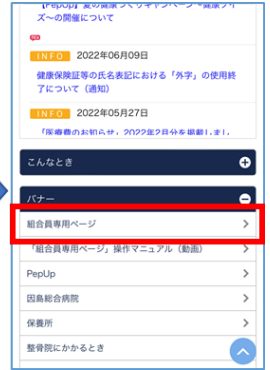 【PepUp】夏の健康づくりキャンペーン～健康クイ
ズ～の開催について
INFO 2022年06月09日
健康保険証等の氏名表記における「外字」の使用終
了について（通知）
INFO 2022年05月27日
「医療費のお知らせ」2022年2月分を掲載しまし
こんなとき
バナー
組合員専用ページ
「組合員専用ページ」操作マニュアル（動画）
PepUp
因島総合病院
保養所
整骨院にかかるとき